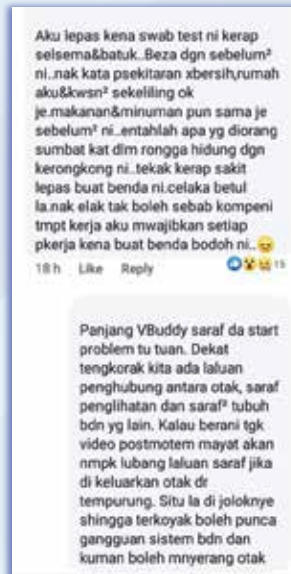 Aku lepas kena swab test ni kerap
selsema&batuk..Beza dgn sebelum²
ni..nak kata psekitaran xbersih,rumah
aku&kwsn² sekeliling ok
je.makanan&minuman pun sama je
sebelum² ni..entahlah apa yg diorang
sumbat kat dlm rongga hidung dgn
kerongkong ni..tekak kerap sakit
lepas buat benda ni.celaka betul
la.nak elak tak boleh sebab kompeni
tmpt kerja aku mwajibkan setiap
pkerja kena buat benda bodoh ni..😄
18 h Like Reply 15
Panjang VBuddy saraf da start
problem tu tuan. Dekat
tengkorak kita ada laluan
penghubung antara otak, saraf
penglihatan dan saraf² tubuh
bdn yg lain. Kalau berani tgk
video postmotem mayat akan
nmpk lubang laluan saraf jika
di keluarkan otak dr
tempurung. Situ la di joloknye
shingga terkoyak boleh punca
gangguan sistem bdn dan
kuman boleh mnyerang otak